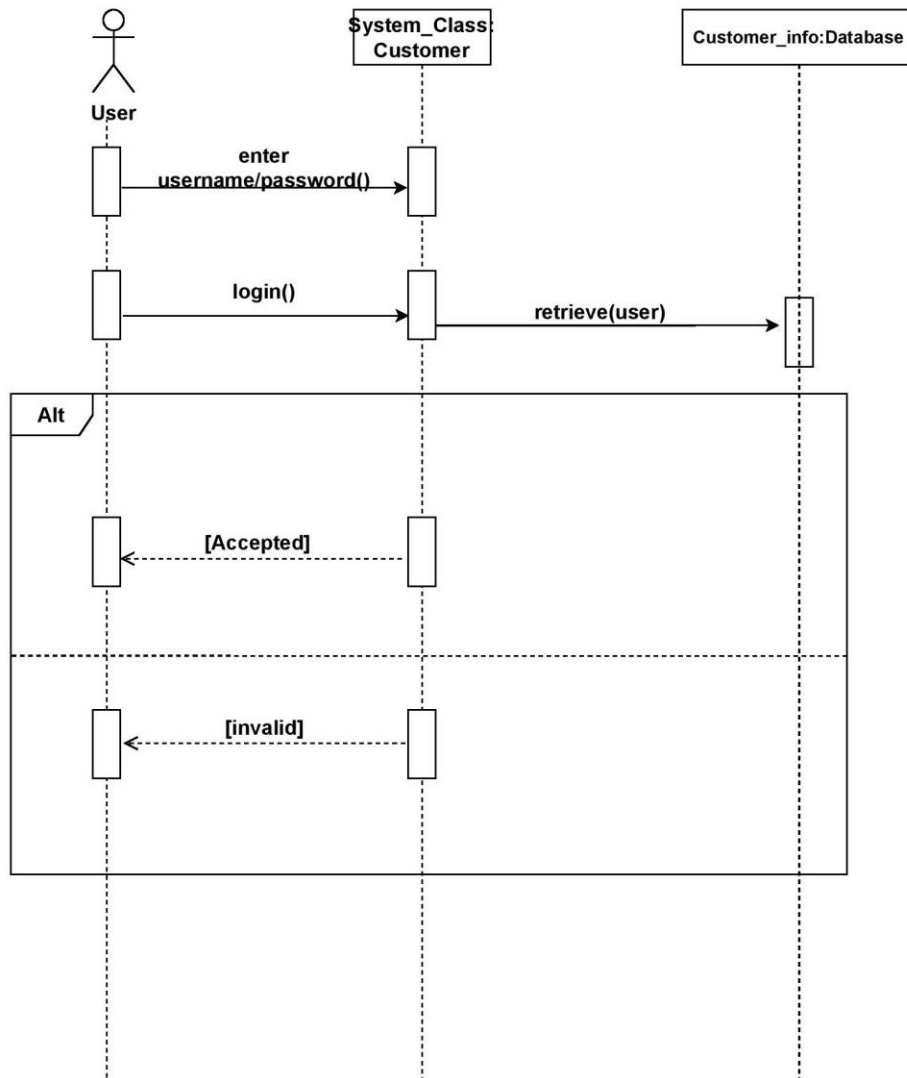 System_Class:
Customer
Customer_info:Database
User
enter
username/password()
login()
retrieve(user)
Alt
[Accepted]
[invalid]